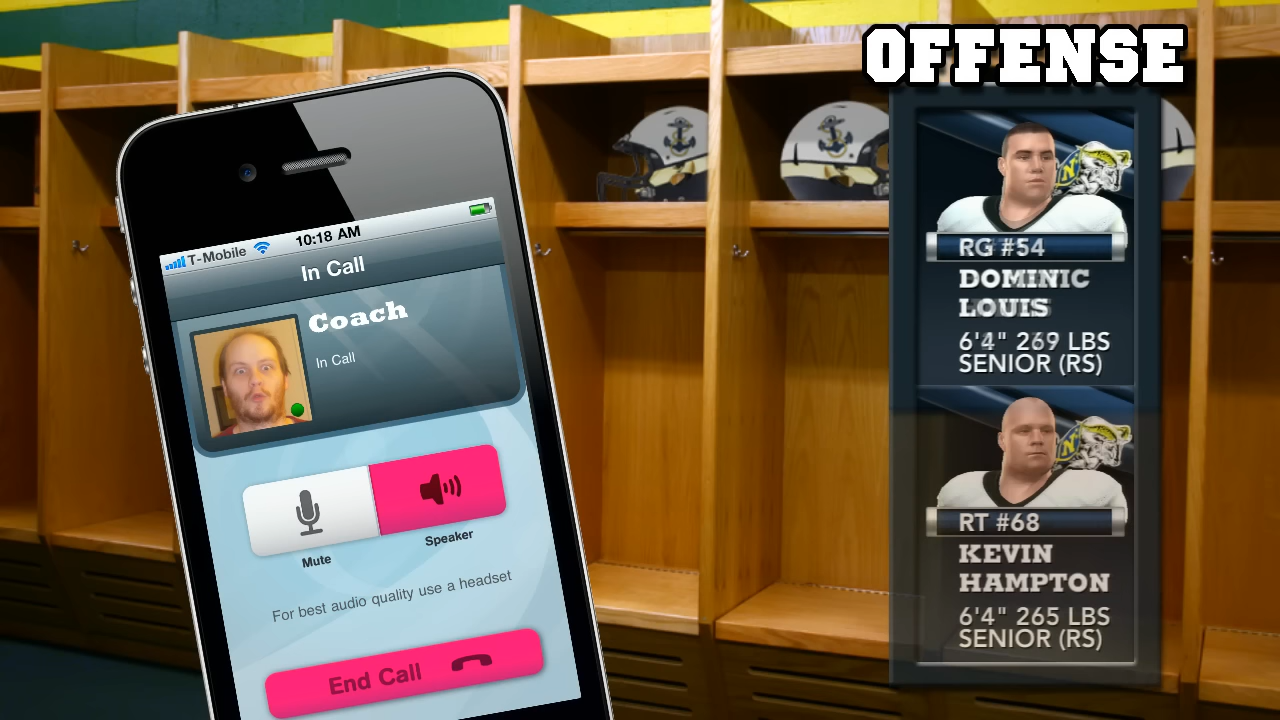 OFFENSE
T-Mobile 10:18 AM
In Call
Coach
In Call
Mute
Speaker
For best audio quality use a headset
End Call
N
RG #54
DOMINIC
LOUIS
6'4" 269 LBS
SENIOR (RS)
N
RT #68
KEVIN
HAMPTON
6'4" 265 LBS
SENIOR (RS)